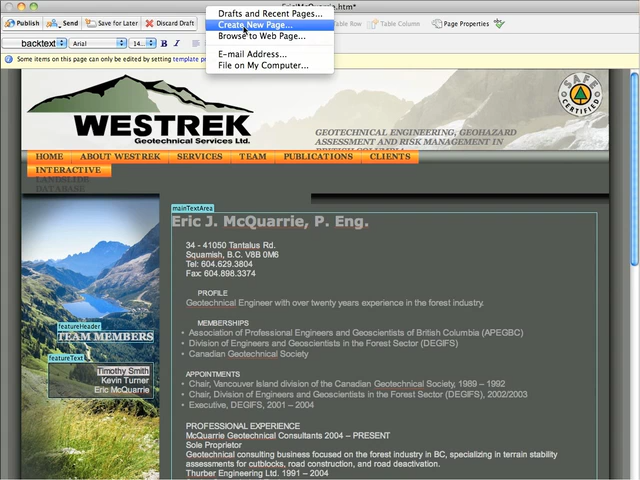 Drafts and Recent Pages...
Create New Page...
Browse to Web Page...
E-mail Address...
File on My Computer...
Publish Send Save for Later Discard Draft
Table Row Table Column Page Properties
backtext Arial 14...
B I
Some items on this page can only be edited by setting template
SAFE
CERTIFIED
WESTREK
Geotechnical Services Ltd.
GEOTECHNICAL ENGINEERING, GEOHAZARD
ASSESSMENT AND RISK MANAGEMENT IN
BRITISH COLUMBIA
HOME ABOUT WESTREK SERVICES TEAM PUBLICATIONS CLIENTS
INTERACTIVE
LANDSLIDE
DATABASE
mainTextArea
Eric J. McQuarrie, P. Eng.
34 - 41050 Tantalus Rd.
Squamish, B.C. V8B 0M6
Tel: 604.629.3804
Fax: 604.898.3374
PROFILE
Geotechnical Engineer with over twenty years experience in the forest industry.
MEMBERSHIPS
• Association of Professional Engineers and Geoscientists of British Columbia (APEGBC)
• Division of Engineers and Geoscientists in the Forest Sector (DEGIFS)
• Canadian Geotechnical Society
featureHeader
TEAM MEMBERS
featureText
Timothy Smith
Kevin Turner
Eric McQuarrie
APPOINTMENTS
• Chair, Vancouver Island division of the Canadian Geotechnical Society, 1989 – 1992
• Chair, Division of Engineers and Geoscientists in the Forest Sector (DEGIFS), 2002/2003
• Executive, DEGIFS, 2001 – 2004
PROFESSIONAL EXPERIENCE
McQuarrie Geotechnical Consultants 2004 – PRESENT
Sole Proprietor
Geotechnical consulting business focused on the forest industry in BC, specializing in terrain stability
assessments for cutblocks, road construction, and road deactivation.
Thurber Engineering Ltd. 1991 – 2004